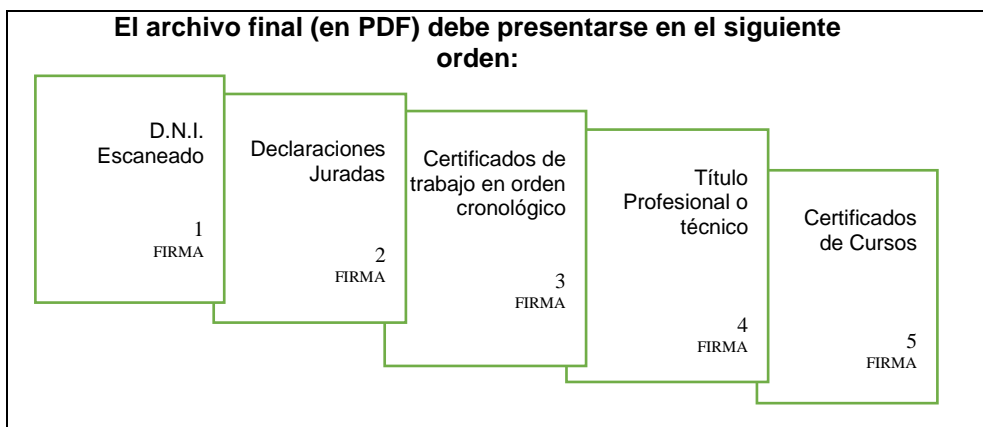 El archivo final (en PDF) debe presentarse en el siguiente
orden:
D.N.I.
Escaneado
1
FIRMA
Declaraciones
Juradas
2
FIRMA
Certificados de
trabajo en orden
cronológico
3
FIRMA
Título
Profesional o
técnico
4
FIRMA
Certificados
de Cursos
5
FIRMA